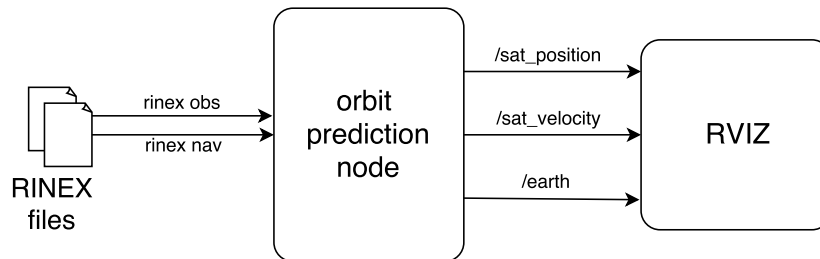 RINEX
files
rinex obs
rinex nav
orbit
prediction
node
/sat_position
/sat_velocity
/earth
RVIZ